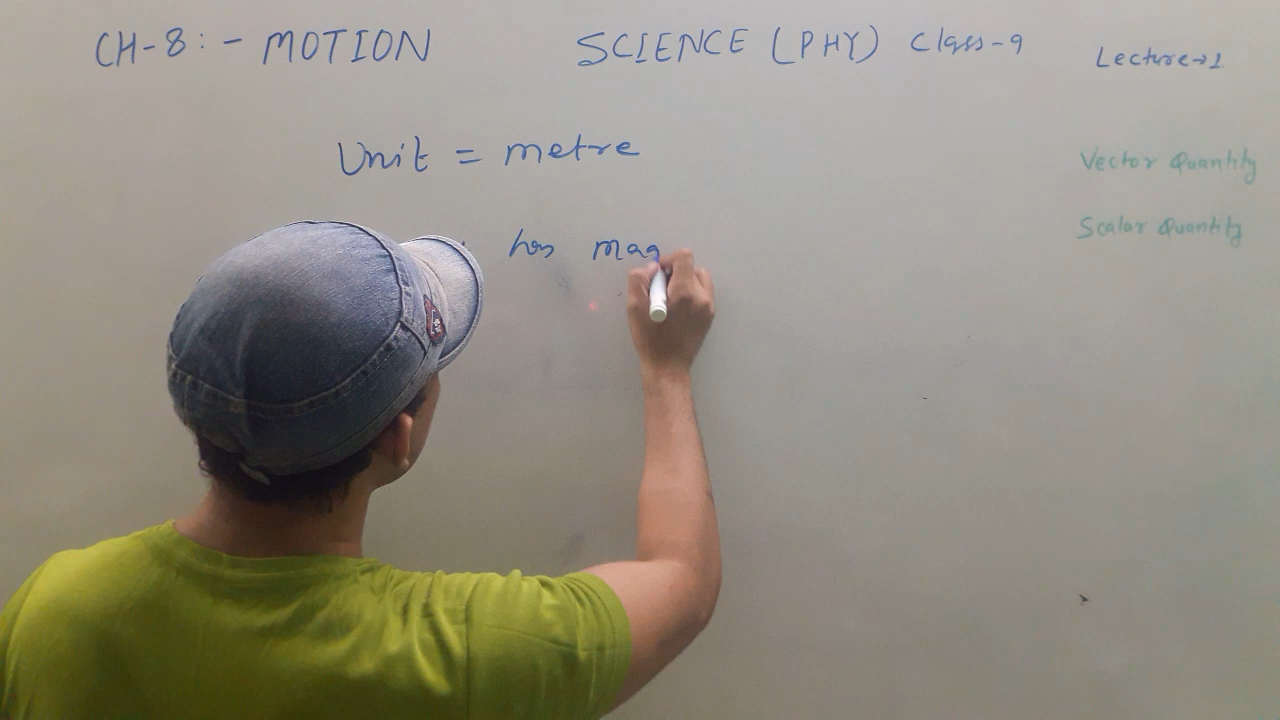 CH-8:- MOTION SCIENCE (PHY) Class-9 Lecture→1
Unit = metre
Vector Quantity
Scalar Quantity
has mag